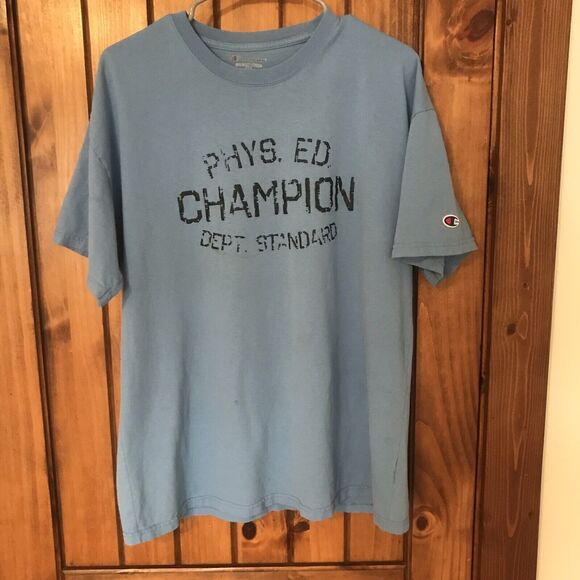 PHYS. ED.
CHAMPION
DEPT. STANDARD